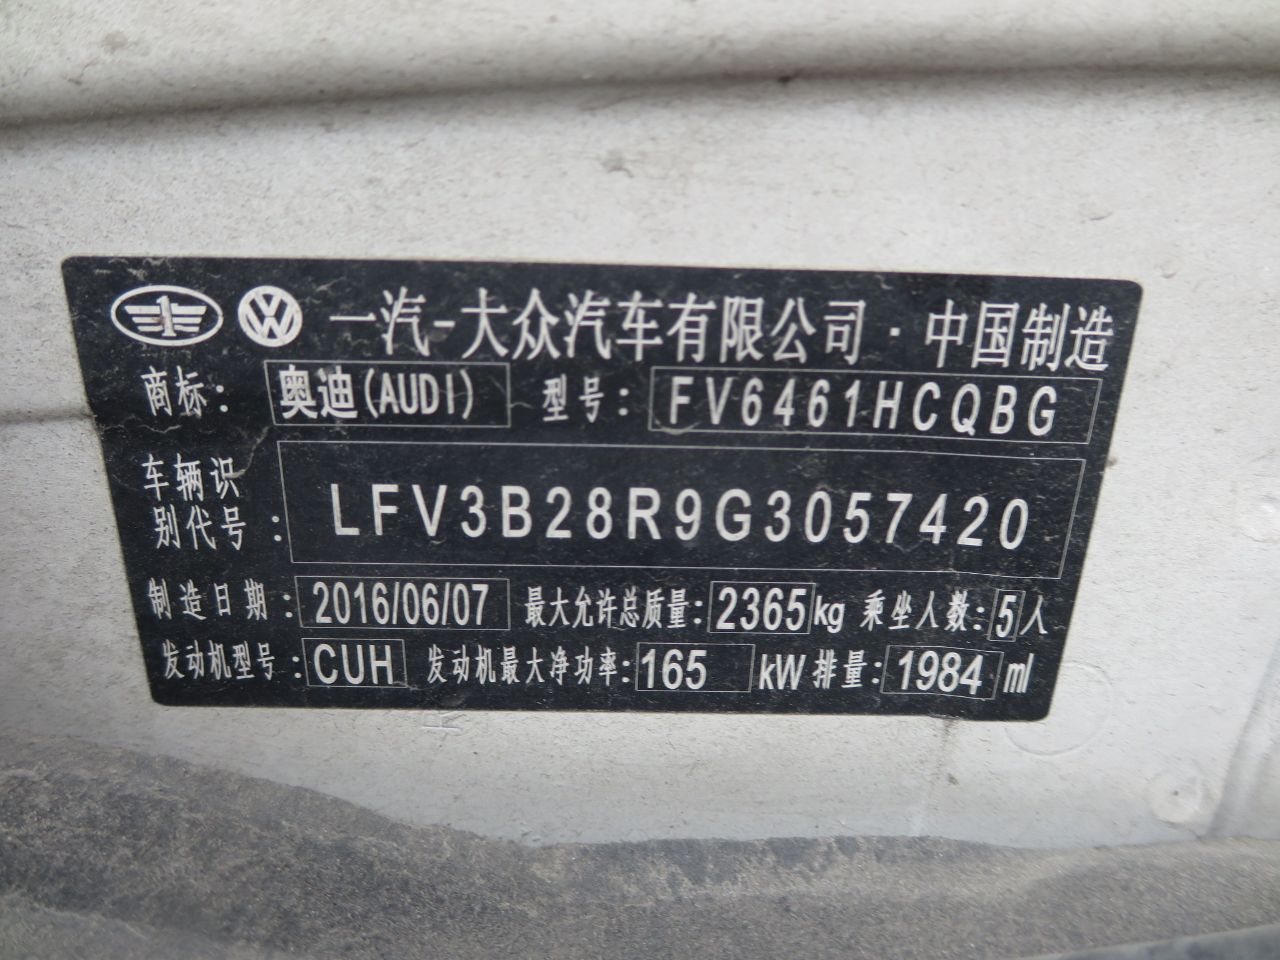 一汽-大众汽车有限公司·中国制造
商标: 奥迪(AUDI) 型号: FV6461HCQBG
车辆识
别代号: LFV3B28R9G3057420
制造日期: 2016/06/07 最大允许总质量: 2365 kg 乘坐人数: 5 人
发动机型号: CUH 发动机最大净功率: 165 kW 排量: 1984 ml